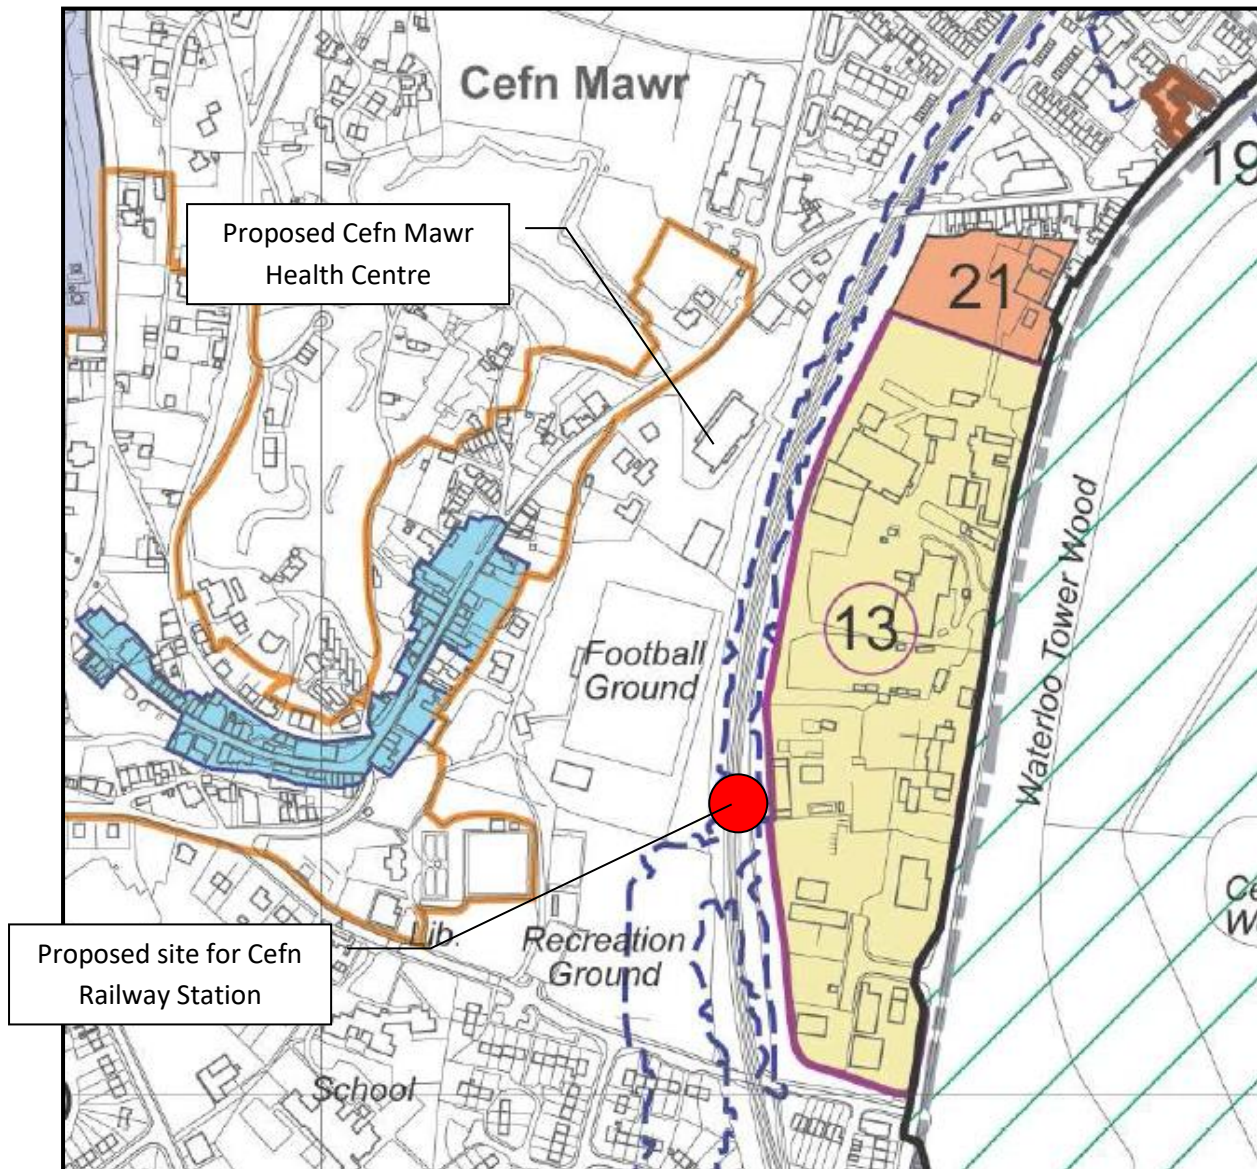 Cefn Mawr
19
Proposed Cefn Mawr
Health Centre
21
Waterloo Tower Wood
13
Football
Ground
Lib.
Recreation
Ground
Proposed site for Cefn
Railway Station
School